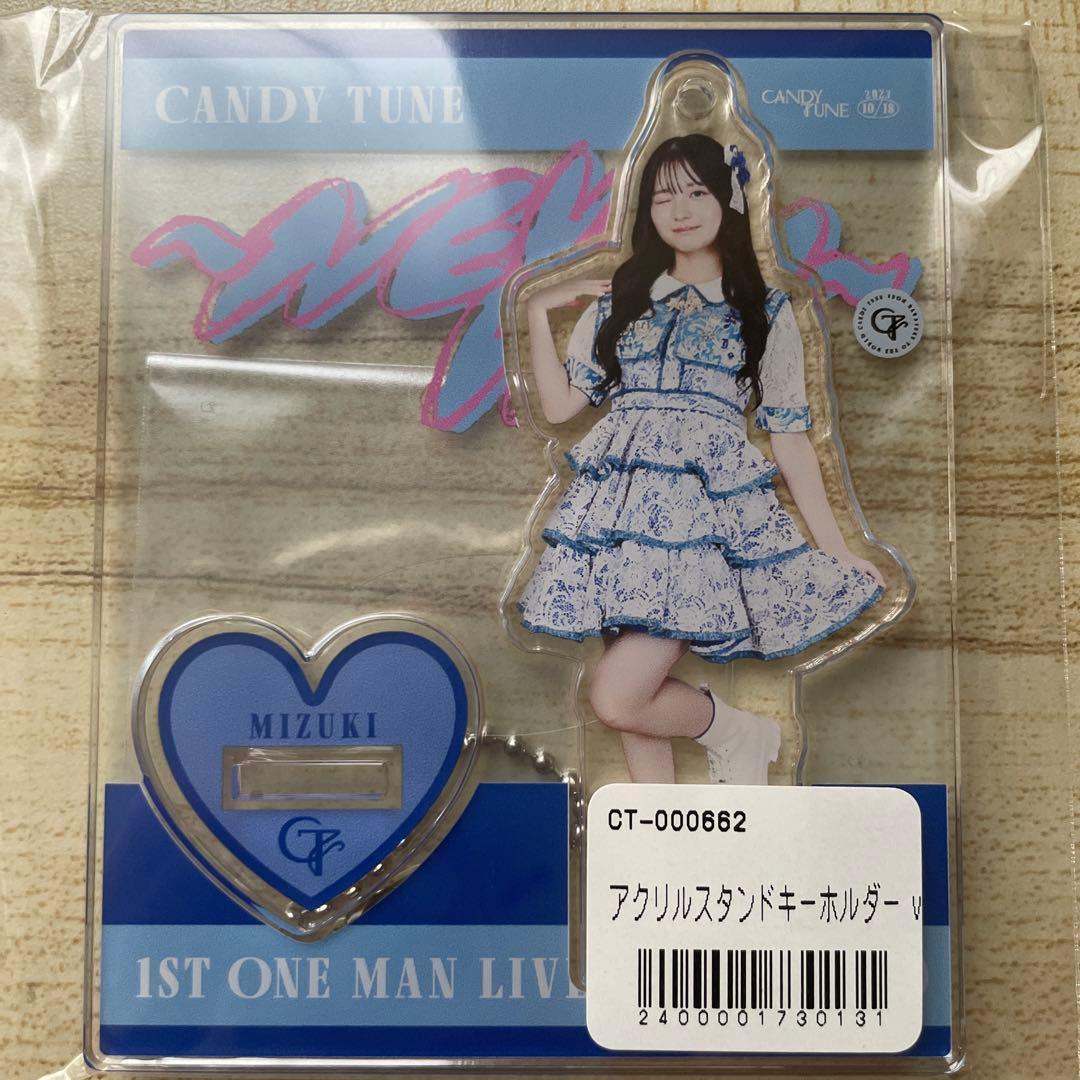 CANDY TUNE
CANDY TUNE
2023
10/18
MIZUKI
CT
1ST ONE MAN LIVE
CT-000662
アクリルスタンドキーホルダー v
2400001730131